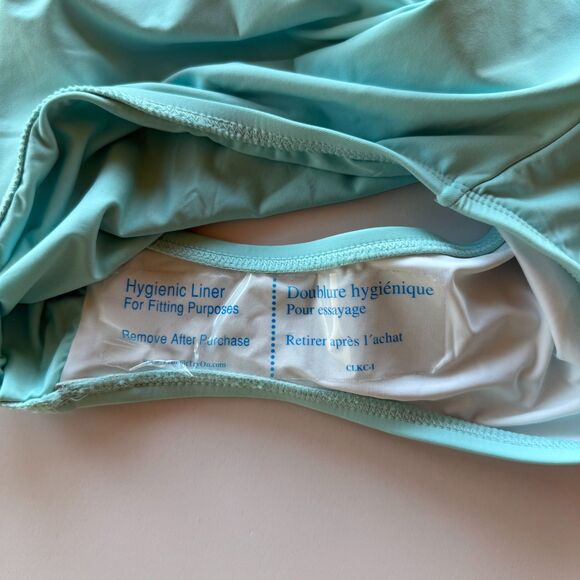 Hygienic Liner
For Fitting Purposes
Remove After Purchase
Doublure hygiénique
Pour essayage
Retirer après l'achat
CLKC-1